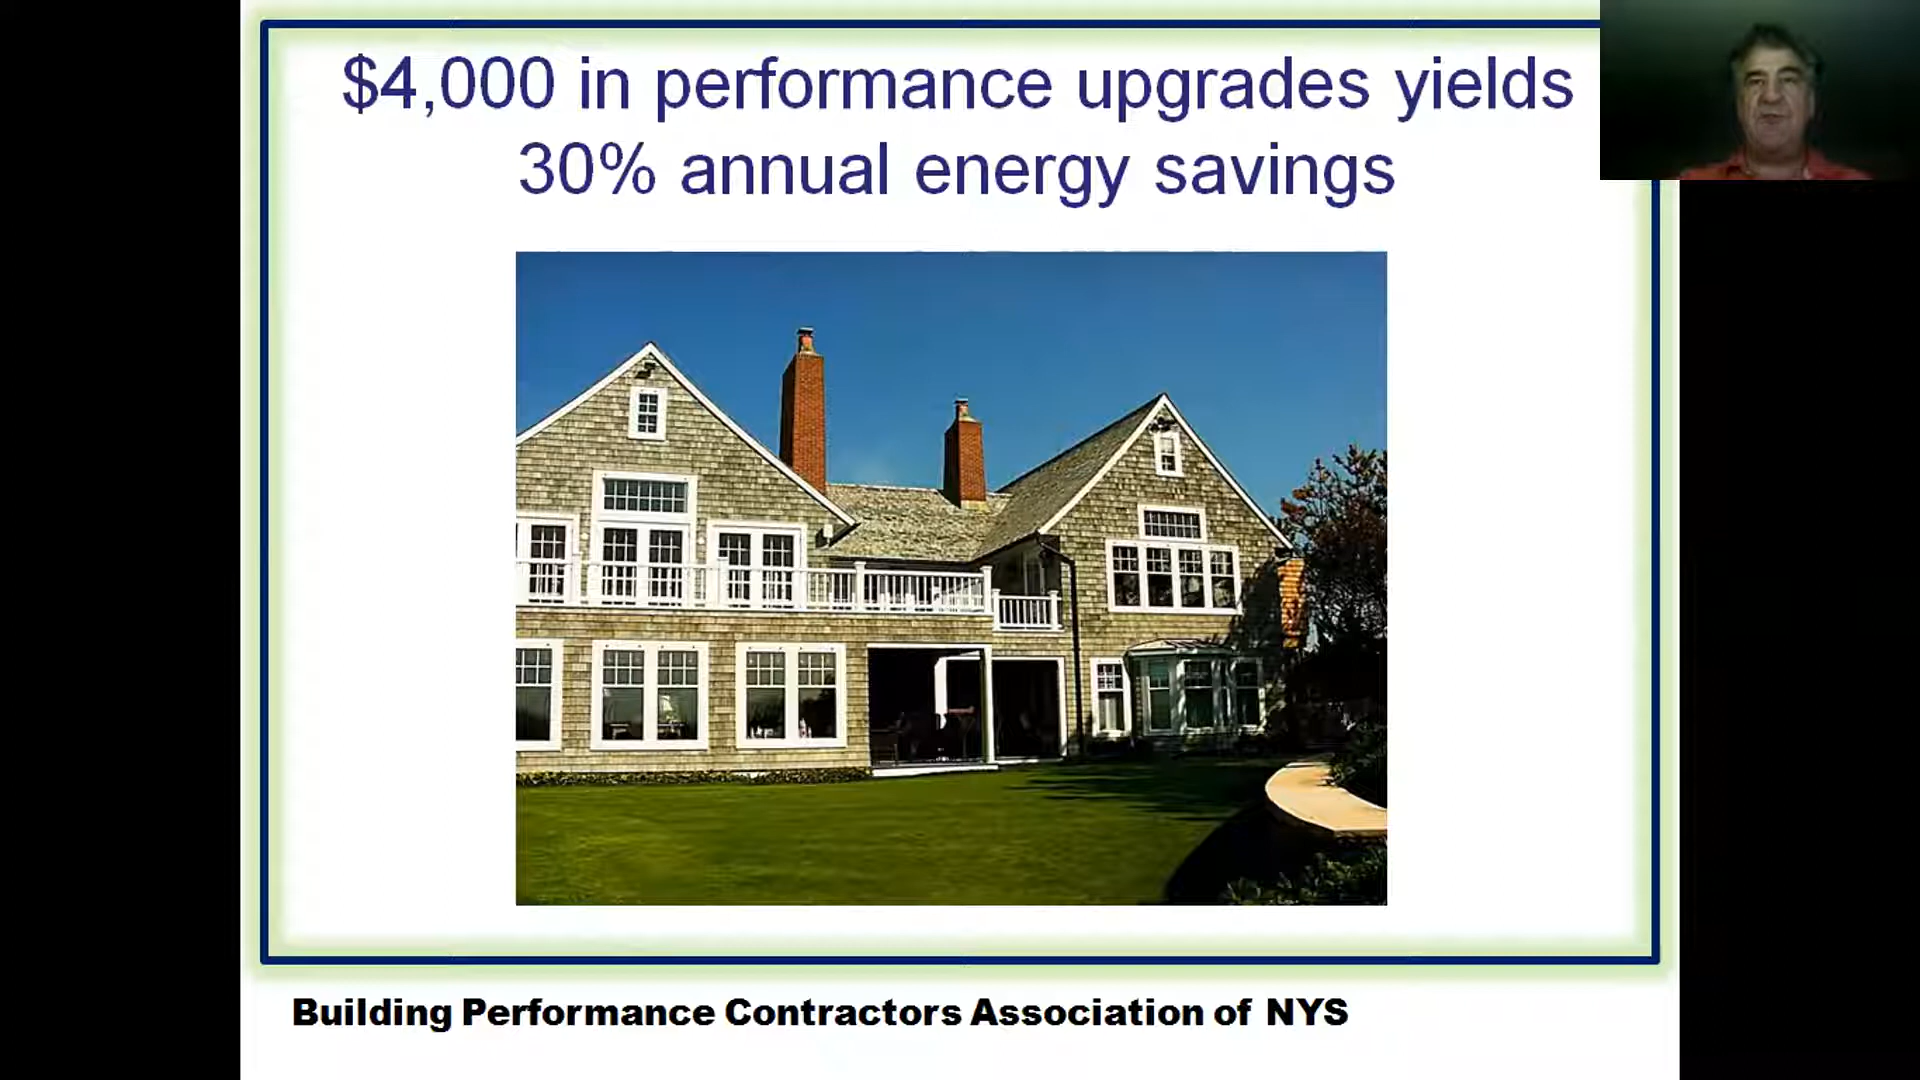 $4,000 in performance upgrades yields
30% annual energy savings
Building Performance Contractors Association of NYS